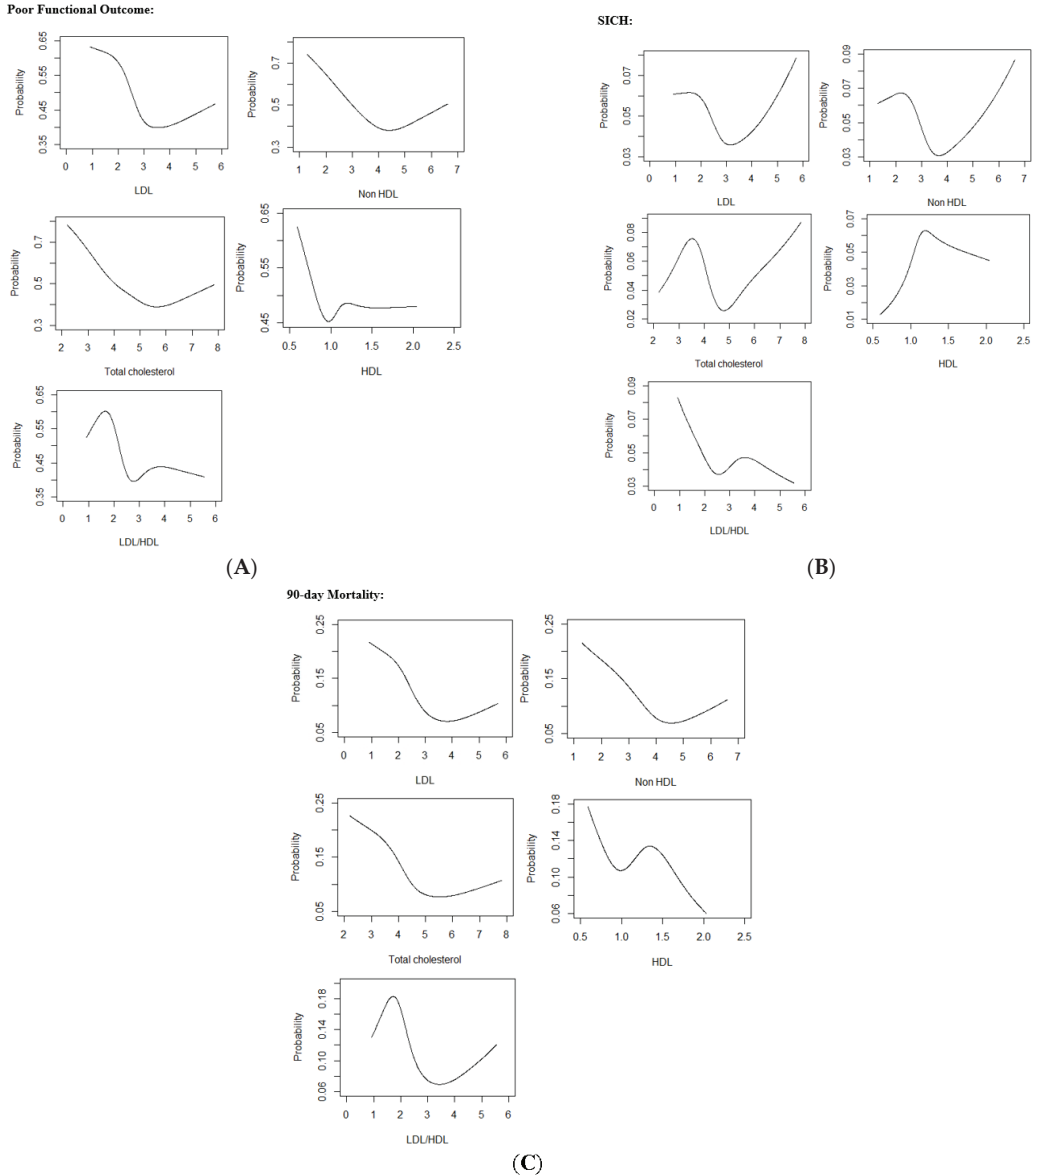 Poor Functional Outcome:
Probability
0.35 0.45 0.55 0.65
0 1 2 3 4 5 6
LDL
Probability
0.3 0.5 0.7
1 2 3 4 5 6 7
Non HDL
Probability
0.3 0.5 0.7
2 3 4 5 6 7 8
Total cholesterol
Probability
0.45 0.55 0.65
0.5 1.0 1.5 2.0 2.5
HDL
Probability
0.35 0.45 0.55 0.65
0 1 2 3 4 5 6
LDL/HDL
(A)
SICH:
Probability
0.03 0.05 0.07
0 1 2 3 4 5 6
LDL
Probability
0.03 0.05 0.07 0.09
1 2 3 4 5 6 7
Non HDL
Probability
0.02 0.04 0.06 0.08
2 3 4 5 6 7 8
Total cholesterol
Probability
0.01 0.03 0.05 0.07
0.5 1.0 1.5 2.0 2.5
HDL
Probability
0.03 0.05 0.07 0.09
0 1 2 3 4 5 6
LDL/HDL
(B)
90-day Mortality:
Probability
0.05 0.15 0.25
0 1 2 3 4 5 6
LDL
Probability
0.05 0.15 0.25
1 2 3 4 5 6 7
Non HDL
Probability
0.05 0.15 0.25
2 3 4 5 6 7 8
Total cholesterol
Probability
0.06 0.10 0.14 0.18
0.5 1.0 1.5 2.0 2.5
HDL
Probability
0.06 0.10 0.14 0.18
0 1 2 3 4 5 6
LDL/HDL
(C)